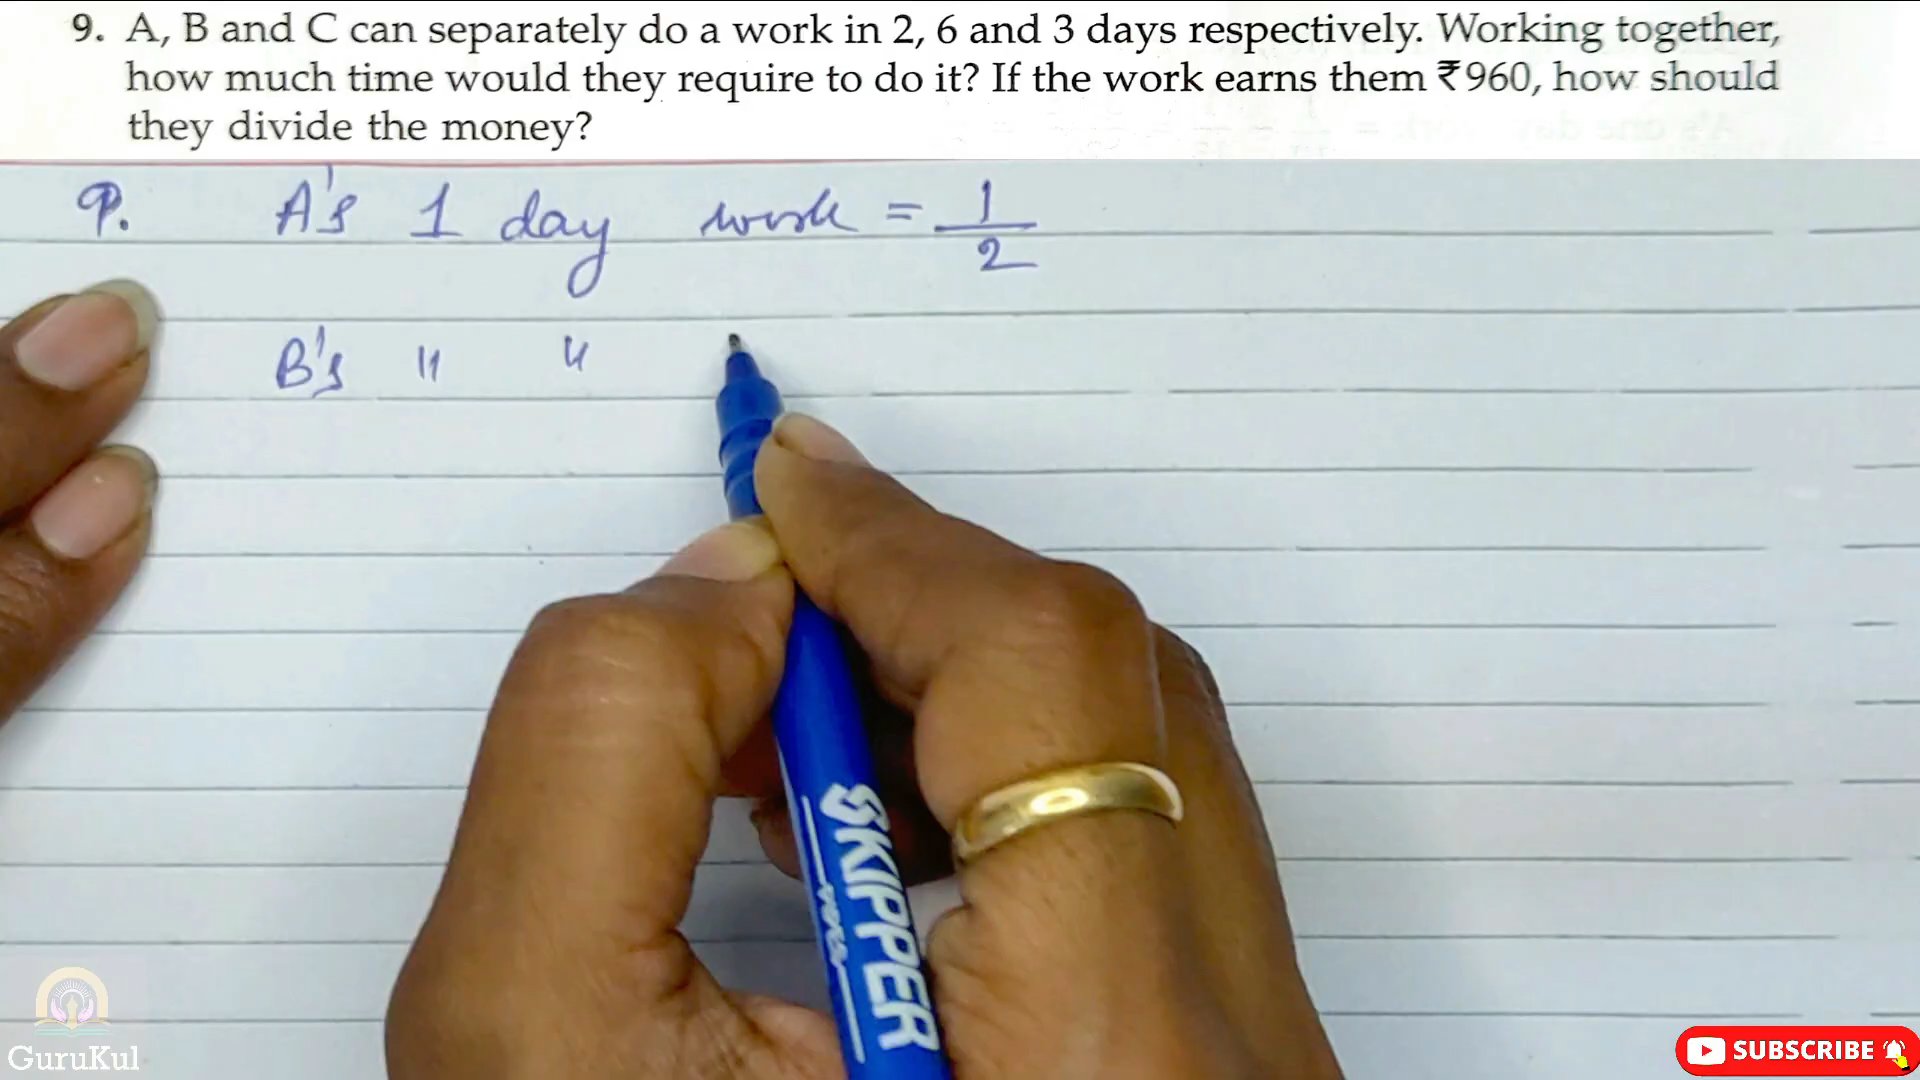 9. A, B and C can separately do a work in 2, 6 and 3 days respectively. Working together,
how much time would they require to do it? If the work earns them ₹960, how should
they divide the money?
9. A's 1 day work = 1/2
B's " "
SKIPPER
GuruKul
SUBSCRIBE